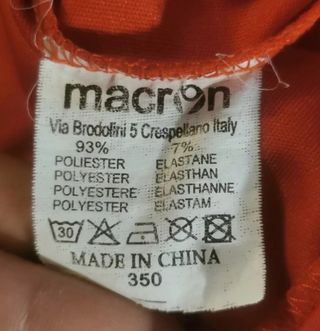 macron
Via Brodolini 5 Crespellano Italy
93% 7%
POLIESTER ELASTANE
POLYESTER ELASTHAN
POLYESTERE ELASTHANNE
POLYESTER ELASTAM
30
MADE IN CHINA
350